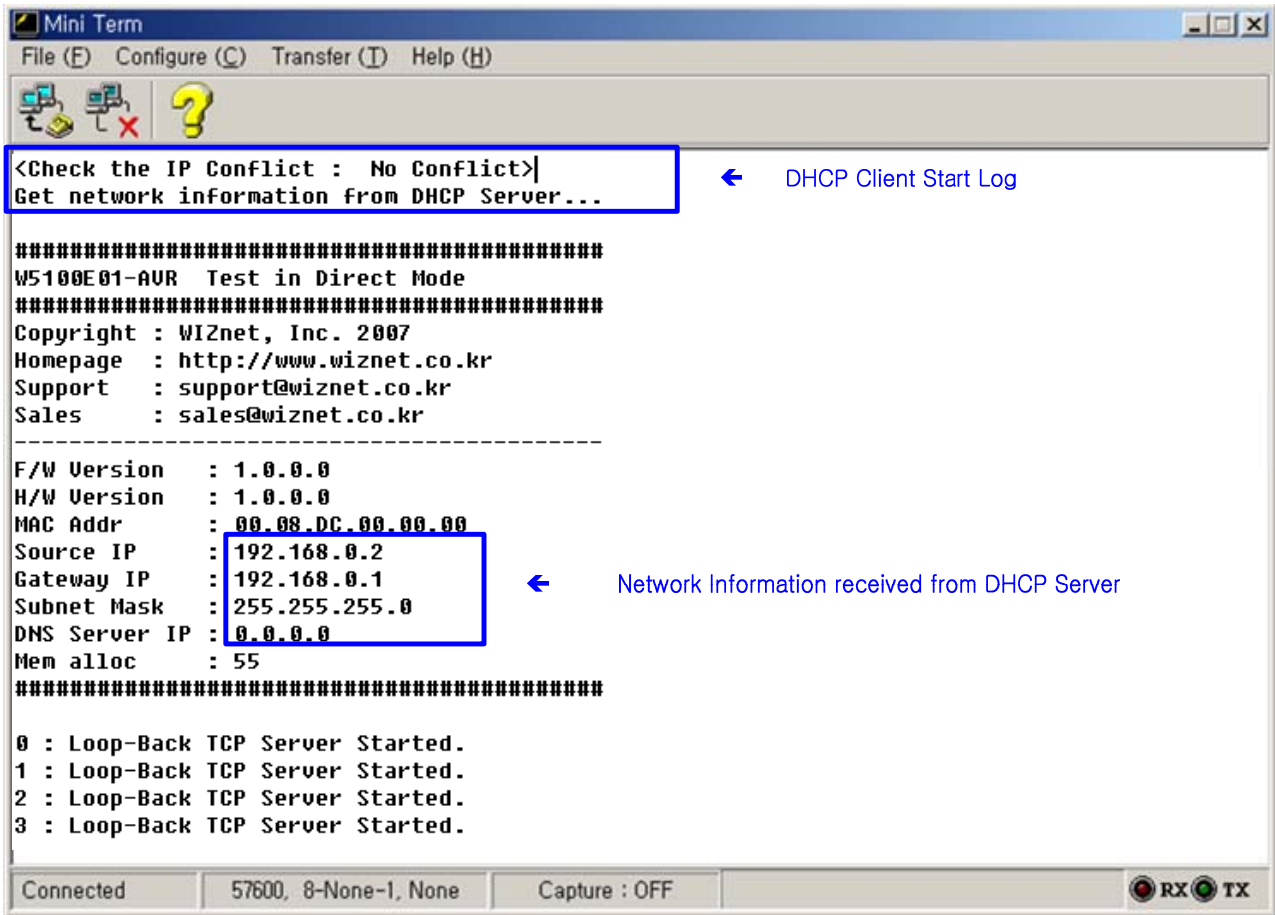 Mini Term
File (F) Configure (C) Transfer (T) Help (H)
<Check the IP Conflict :  No Conflict>
← DHCP Client Start Log
Get network information from DHCP Server...
###########################################
W5100E01-AVR  Test in Direct Mode
###########################################
Copyright : WIZnet, Inc. 2007
Homepage  : http://www.wiznet.co.kr
Support   : support@wiznet.co.kr
Sales     : sales@wiznet.co.kr
-------------------------------------------
F/W Version   : 1.0.0.0
H/W Version   : 1.0.0.0
MAC Addr      : 00.08.DC.00.00.00
Source IP     : 192.168.0.2
Gateway IP    : 192.168.0.1
← Network Information received from DHCP Server
Subnet Mask   : 255.255.255.0
DNS Server IP : 0.0.0.0
Mem alloc     : 55
###########################################
0 : Loop-Back TCP Server Started.
1 : Loop-Back TCP Server Started.
2 : Loop-Back TCP Server Started.
3 : Loop-Back TCP Server Started.
Connected 57600, 8-None-1, None Capture : OFF RX TX